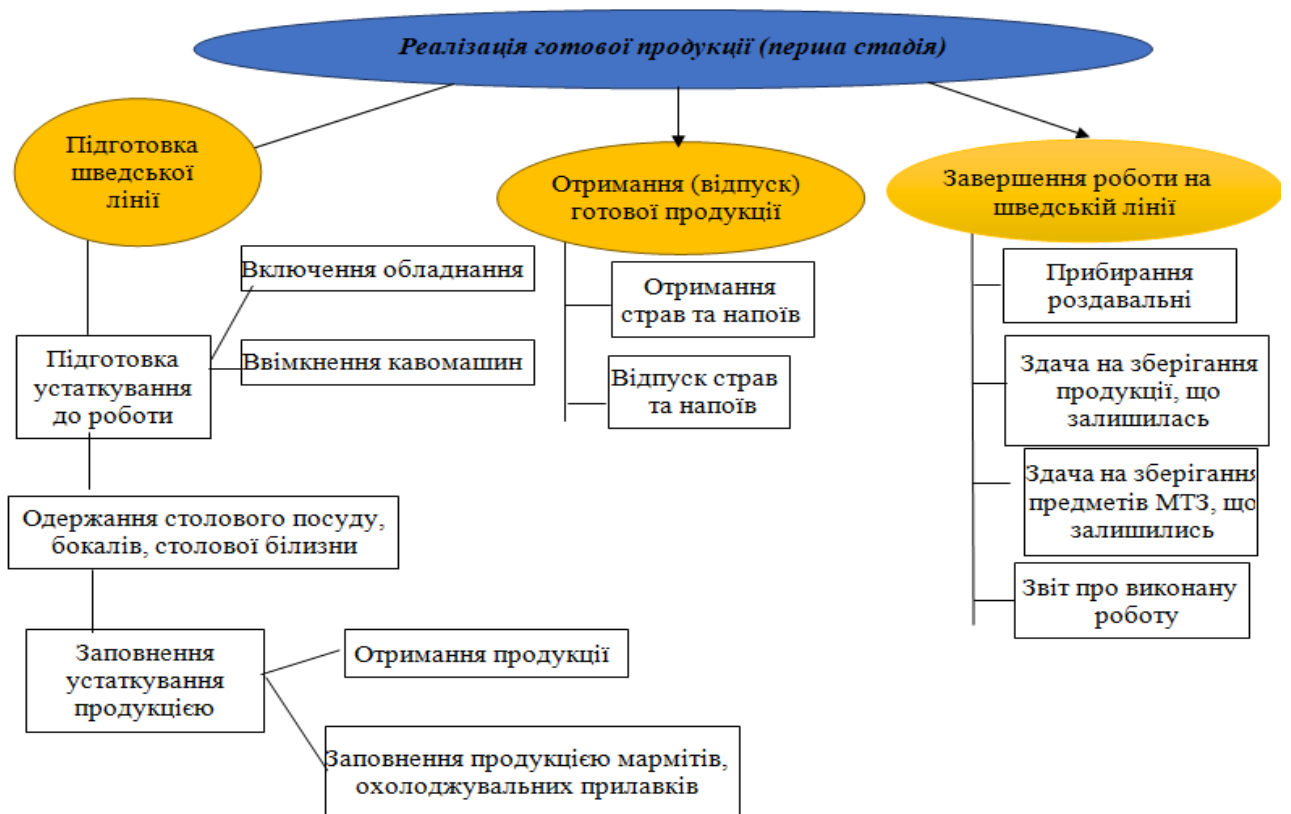 Реалізація готової продукції (перша стадія)
Підготовка
шведської
лінії
Отримання (відпуск)
готової продукції
Завершення роботи на
шведській лінії
Включення обладнання
Ввімкнення кавомашин
Підготовка
устаткування
до роботи
Одержання столового посуду,
бокалів, столової білизни
Заповнення
устаткування
продукцією
Отримання продукції
Заповнення продукцією мармітів,
охолоджувальних прилавків
Отримання
страв та напоїв
Відпуск страв
та напоїв
Прибирання
роздавальні
Здача на зберігання
продукції, що
залишилась
Здача на зберігання
предметів МТЗ, що
залишились
Звіт про виконану
роботу